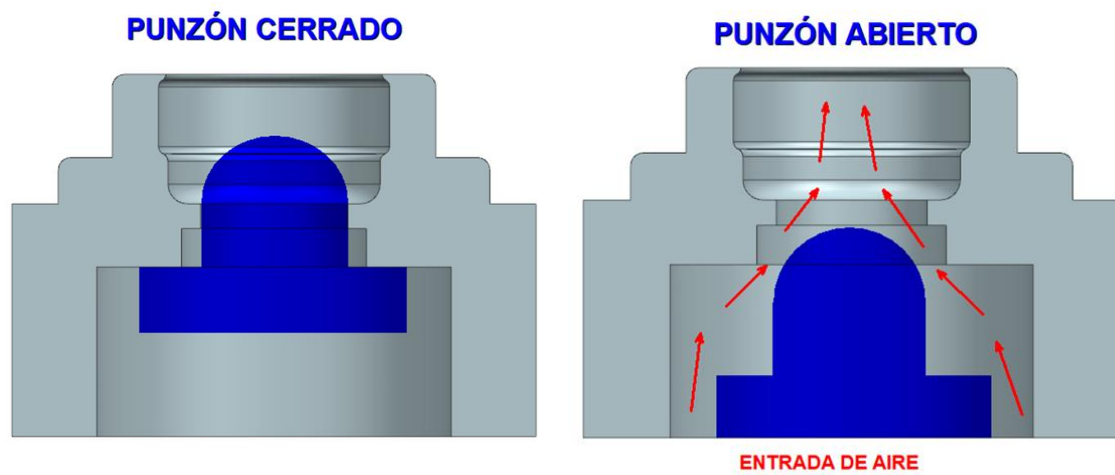 PUNZÓN CERRADO
PUNZÓN ABIERTO
ENTRADA DE AIRE